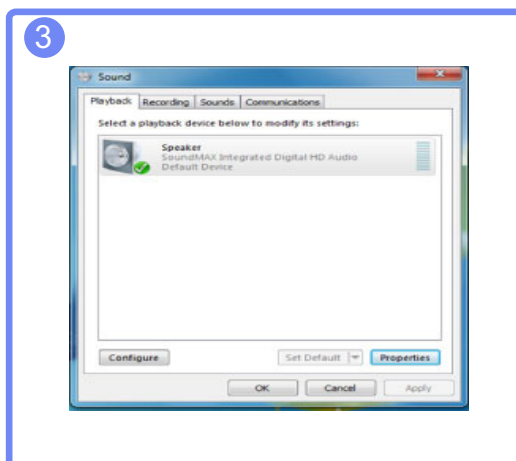 3
Sound
Playback Recording Sounds Communications
Select a playback device below to modify its settings:
Speaker
SoundMAX Integrated Digital HD Audio
Default Device
Configure Set Default Properties
OK Cancel Apply